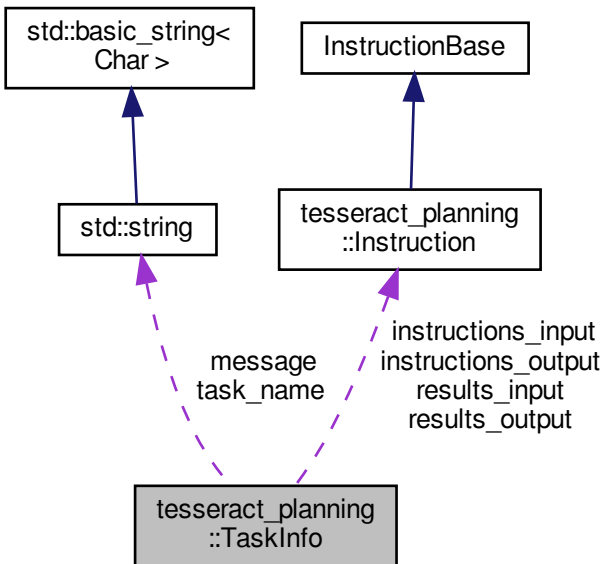 std::basic_string<
Char >
InstructionBase
std::string
tesseract_planning
::Instruction
message
task_name
instructions_input
instructions_output
results_input
results_output
tesseract_planning
::TaskInfo